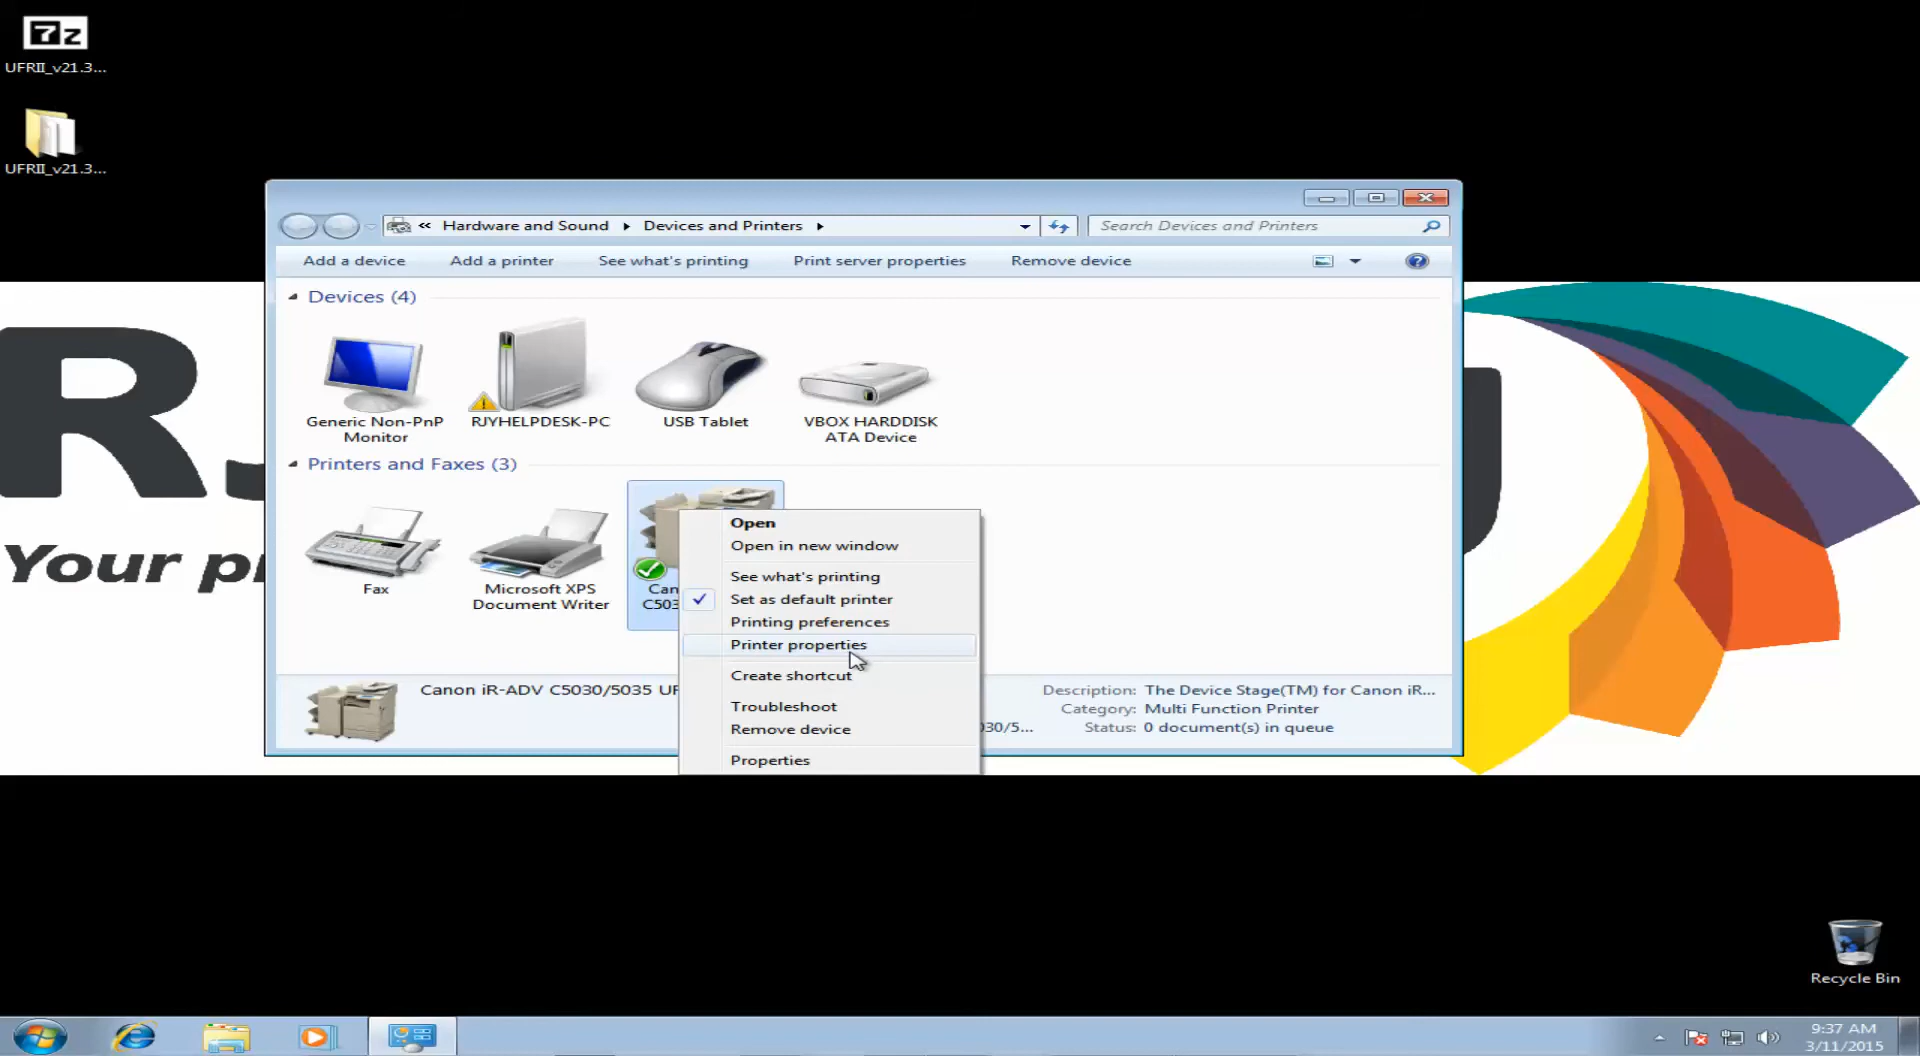 7z
UFRII_v21.3...
UFRII_v21.3...
« Hardware and Sound Devices and Printers
Search Devices and Printers
Add a device Add a printer See what's printing Print server properties Remove device
Devices (4)
Generic Non-PnP
Monitor
RJYHELPDESK-PC
USB Tablet
VBOX HARDDISK
ATA Device
Printers and Faxes (3)
Fax
Microsoft XPS
Document Writer
Can
C503
Open
Open in new window
See what's printing
Set as default printer
Printing preferences
Printer properties
Create shortcut
Troubleshoot
Remove device
Properties
Canon iR-ADV C5030/5035 UF
030/5...
Description: The Device Stage(TM) for Canon iR...
Category: Multi Function Printer
Status: 0 document(s) in queue
RJ
Your p
Recycle Bin
9:37 AM
3/11/2015